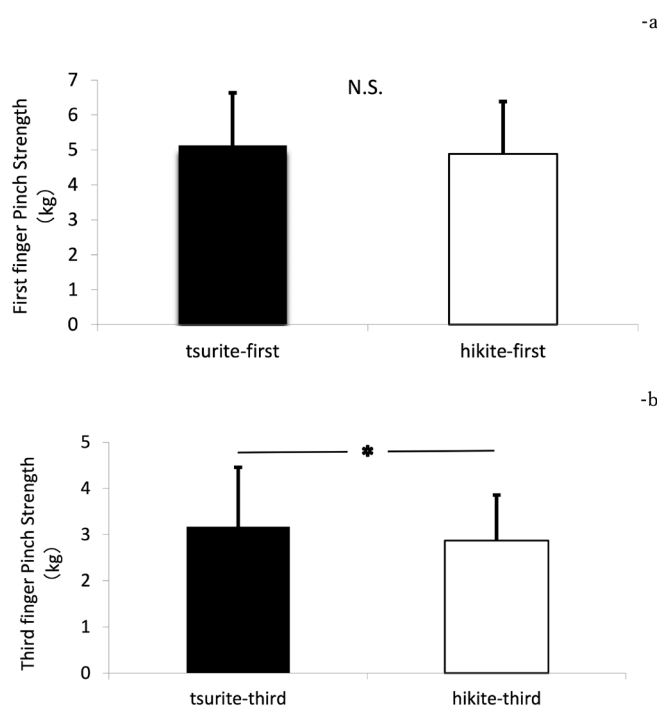 -a
N.S.
First finger Pinch Strength
(kg)
7
6
5
4
3
2
1
0
tsurite-first hikite-first
-b
*
Third finger Pinch Strength
(kg)
5
4
3
2
1
0
tsurite-third hikite-third